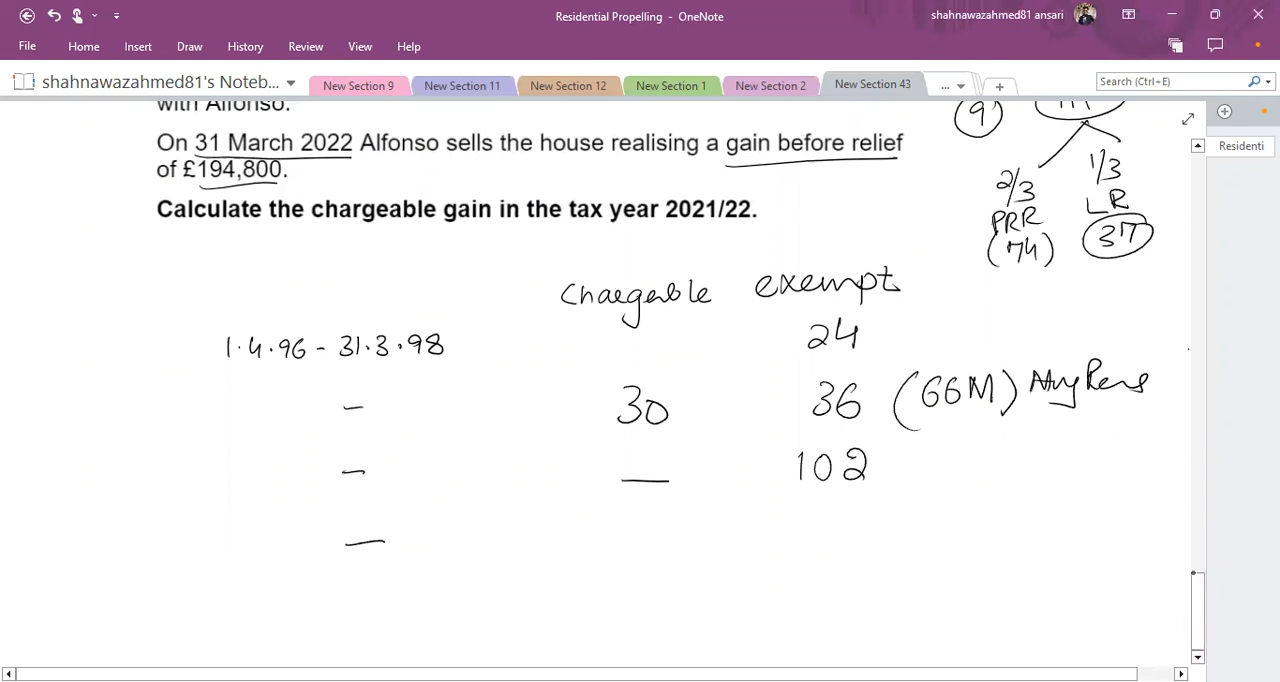 Residential Propelling - OneNote
shahnawazahmed81 ansari
File Home Insert Draw History Review View Help
shahnawazahmed81's Noteb...
New Section 9 New Section 11 New Section 12 New Section 1 New Section 2 New Section 43 ...
Search (Ctrl+E)
Residenti
with Alfonso.
On 31 March 2022 Alfonso sells the house realising a gain before relief
of £194,800.
Calculate the chargeable gain in the tax year 2021/22.
9 111
2/3 1/3
PRR LR
(74) 37
Chargeable exempt
1.4.96 - 31.3.98 24
- 30 36 (66M) Any Reas
- — 102
—